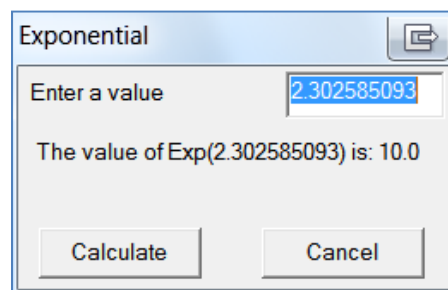 Exponential
Enter a value 2.302585093
The value of Exp(2.302585093) is: 10.0
Calculate Cancel